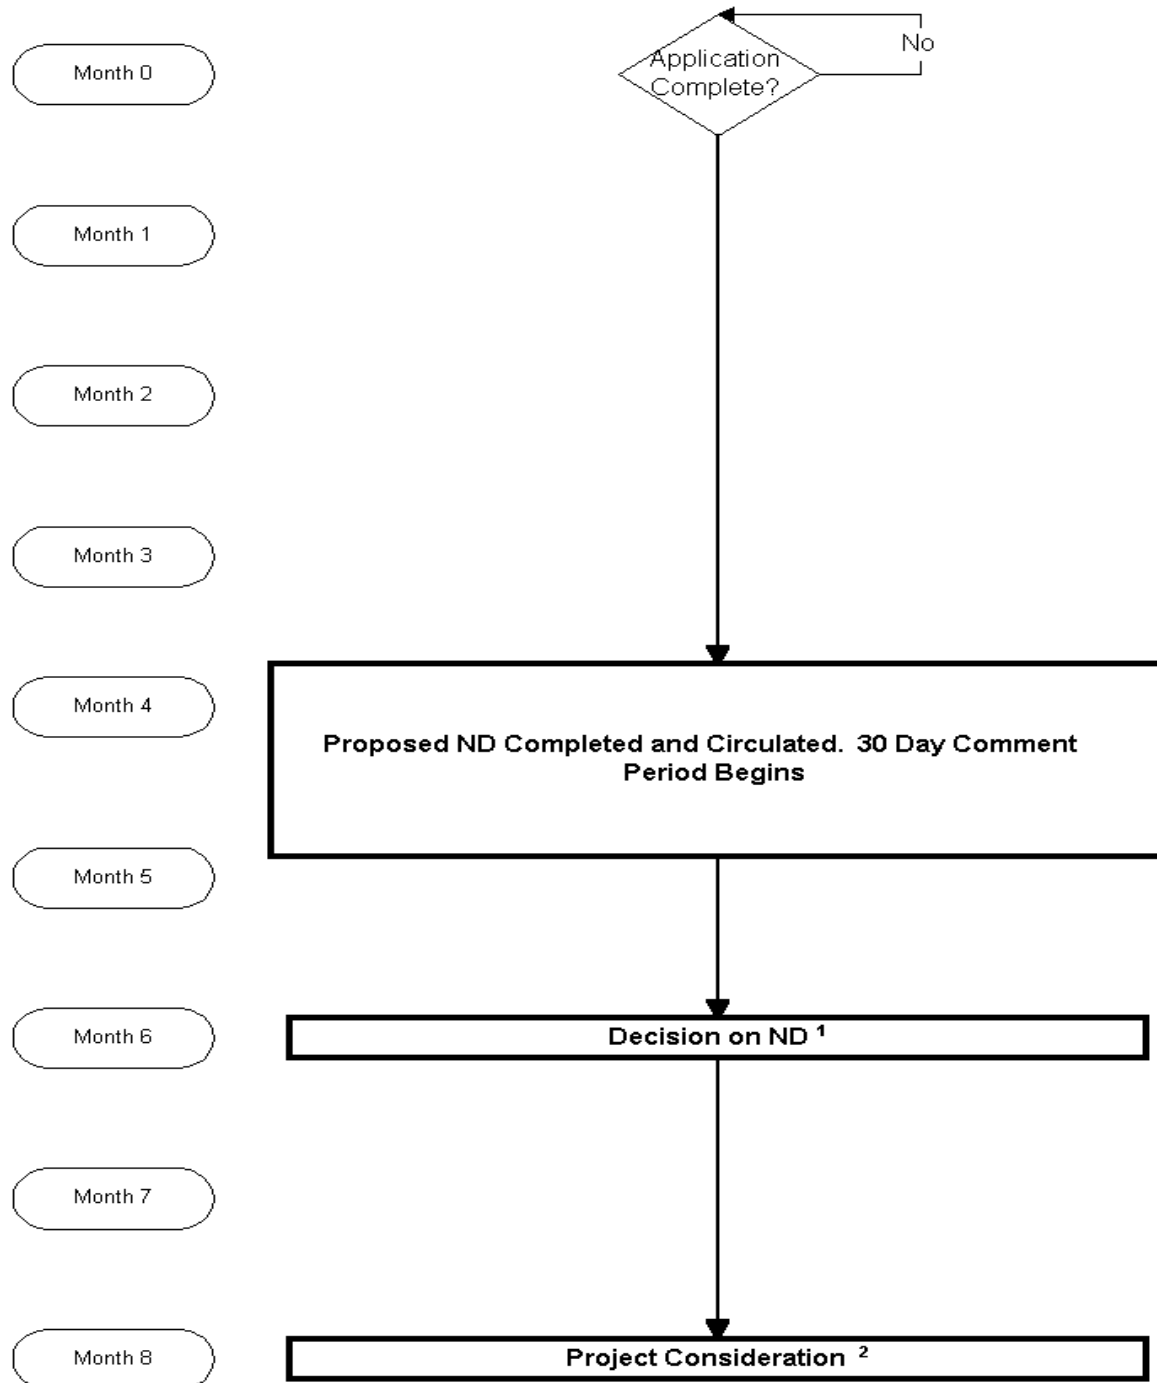 No
Month 0
Application
Complete?
Month 1
Month 2
Month 3
Month 4
Proposed ND Completed and Circulated.  30 Day Comment
Period Begins
Month 5
Month 6
Decision on ND 1
Month 7
Month 8
Project Consideration 2